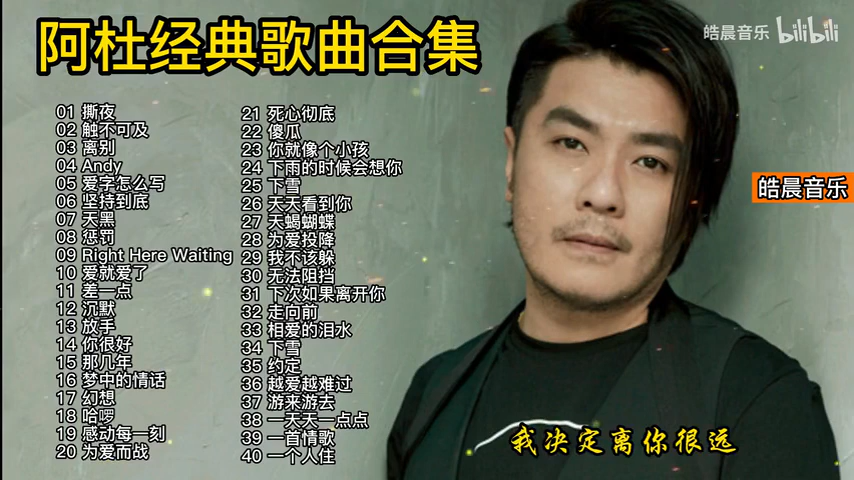 阿杜经典歌曲合集
皓晨音乐 bilibili
皓晨音乐
01 撕夜
02 触不可及
03 离别
04 Andy
05 爱字怎么写
06 坚持到底
07 天黑
08 惩罚
09 Right Here Waiting
10 爱就爱了
11 差一点
12 沉默
13 放手
14 你很好
15 那几年
16 梦中的情话
17 幻想
18 哈啰
19 感动每一刻
20 为爱而战
21 死心彻底
22 傻瓜
23 你就像个小孩
24 下雨的时候会想你
25 下雪
26 天天看到你
27 天蝎蝴蝶
28 为爱投降
29 我不该躲
30 无法阻挡
31 下次如果离开你
32 走向前
33 相爱的泪水
34 下雪
35 约定
36 越爱越难过
37 游来游去
38 一天天一点点
39 一首情歌
40 一个人住
我决定离你很远